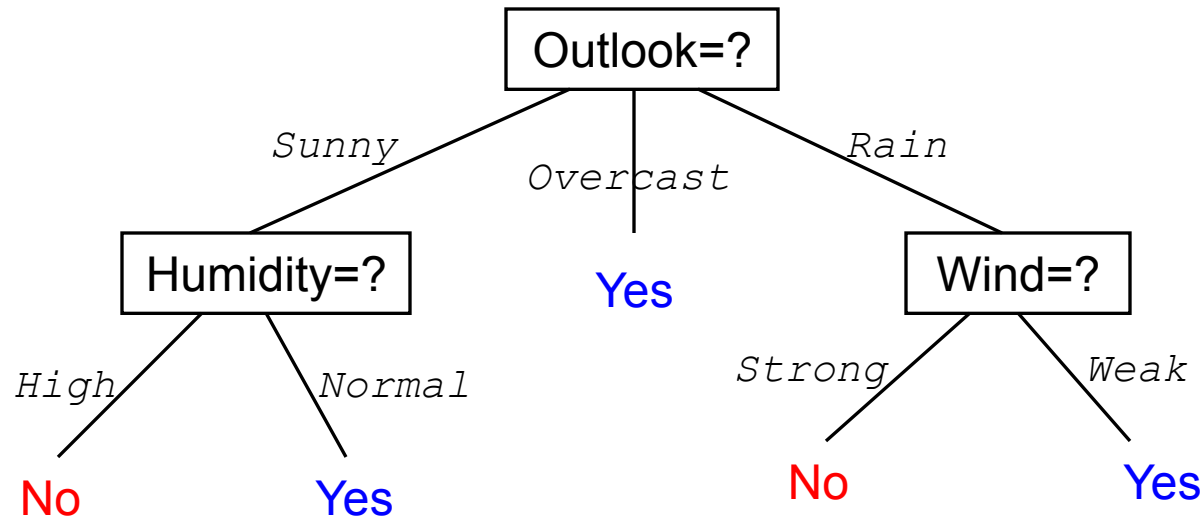 Outlook=?
Sunny
Overcast
Rain
Humidity=?
Yes
Wind=?
High
Normal
Strong
Weak
No
Yes
No
Yes